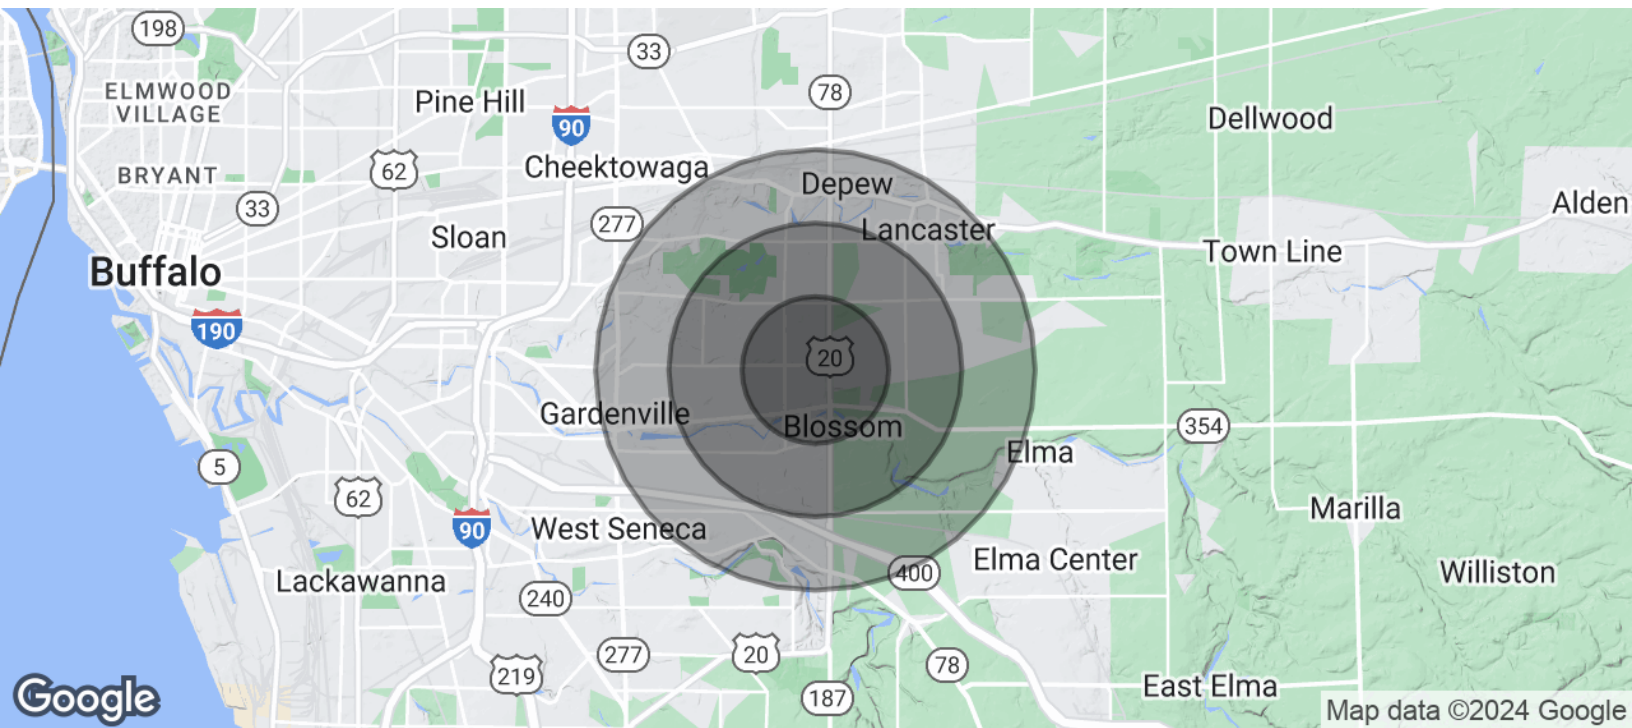 198
33
ELMWOOD
VILLAGE
Pine Hill
78
90
Dellwood
62
BRYANT
Cheektowaga
Depew
33
277
Alden
Sloan
Lancaster
Town Line
Buffalo
190
20
Gardenville
Blossom
354
Elma
5
62
90
West Seneca
Marilla
Elma Center
Lackawanna
400
Williston
240
277
20
78
219
187
East Elma
Google
Map data ©2024 Google